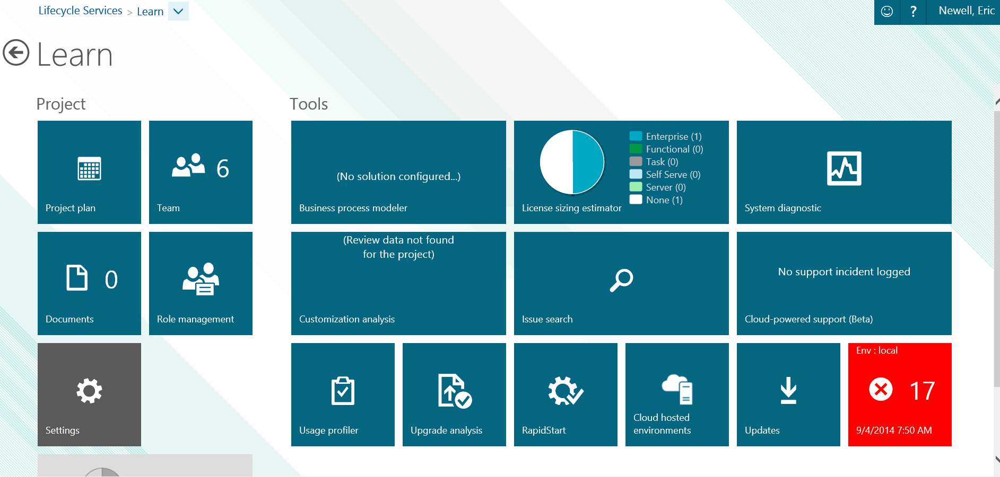 Lifecycle Services > Learn
? Newell, Eric
Learn
Project
Tools
Project plan
6
Team
(No solution configured...)
Business process modeler
Enterprise (1)
Functional (0)
Task (0)
Self Serve (0)
Server (0)
None (1)
License sizing estimator
System diagnostic
0
Documents
Role management
(Review data not found
for the project)
Customization analysis
Issue search
No support incident logged
Cloud-powered support (Beta)
Settings
Usage profiler
Upgrade analysis
RapidStart
Cloud hosted
environments
Updates
Env : local
17
9/4/2014 7:50 AM